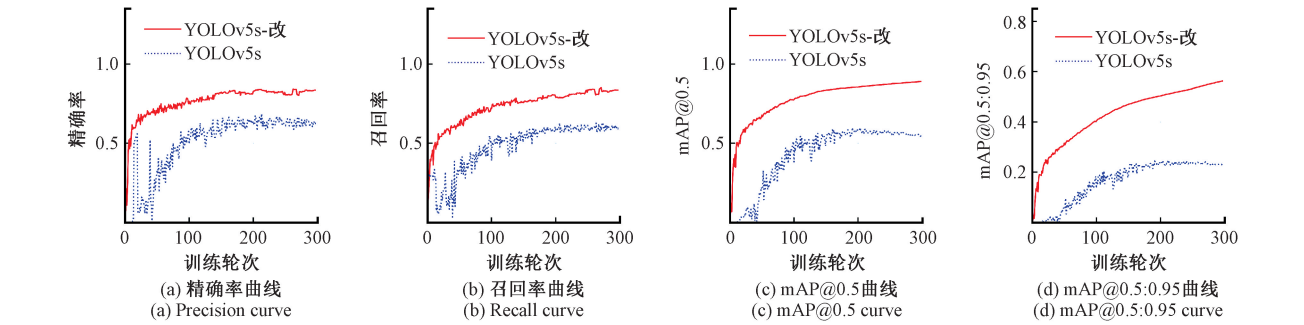 YOLOv5s-改
YOLOv5s
1.0
0.5
精确率
0 100 200 300
训练轮次
(a) 精确率曲线
(a) Precision curve
YOLOv5s-改
YOLOv5s
1.0
0.5
召回率
0 100 200 300
训练轮次
(b) 召回率曲线
(b) Recall curve
YOLOv5s-改
YOLOv5s
1.0
0.5
mAP@0.5
0 100 200 300
训练轮次
(c) mAP@0.5曲线
(c) mAP@0.5 curve
YOLOv5s-改
YOLOv5s
0.8
0.6
0.4
0.2
mAP@0.5:0.95
0 100 200 300
训练轮次
(d) mAP@0.5:0.95曲线
(d) mAP@0.5:0.95 curve